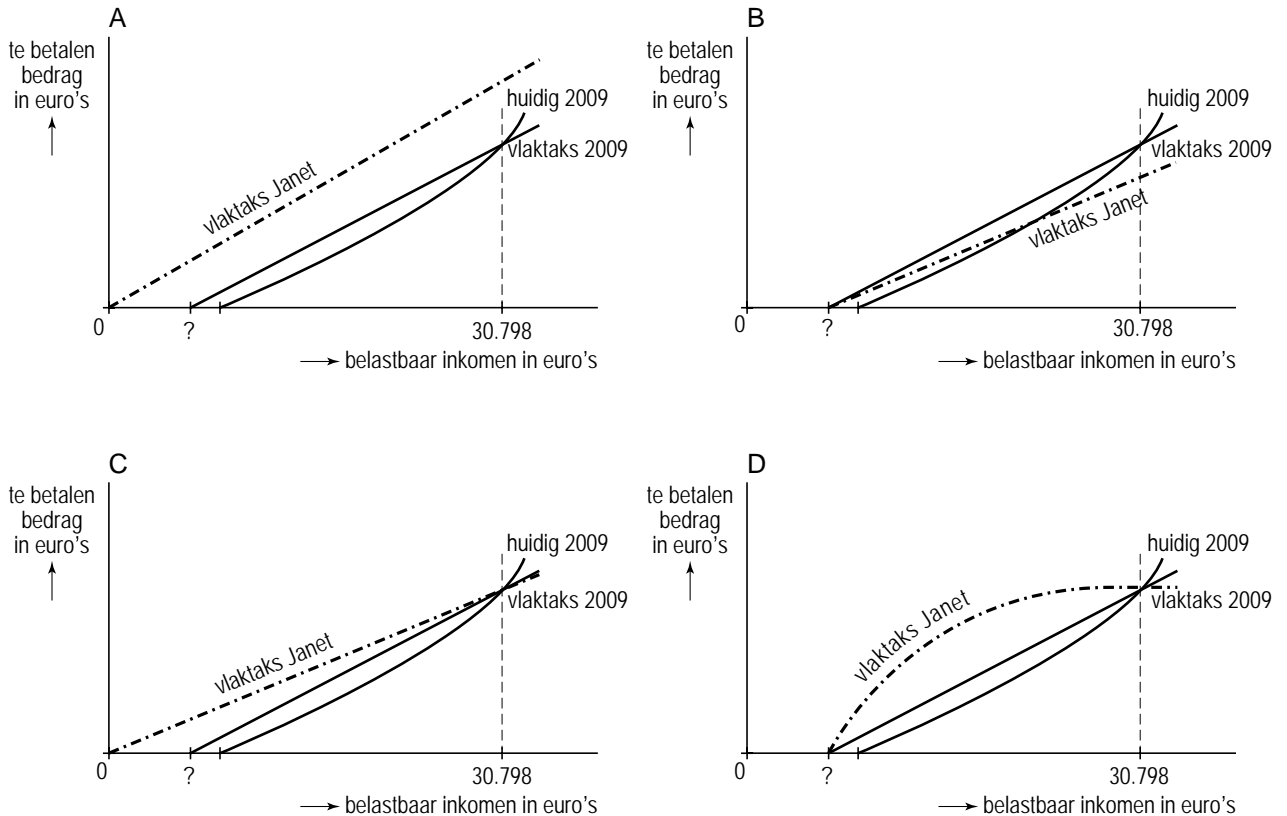 A
te betalen
bedrag
in euro's
huidig 2009
vlaktaks 2009
vlaktaks Janet
0
?
30.798
belastbaar inkomen in euro's
B
te betalen
bedrag
in euro's
huidig 2009
vlaktaks 2009
vlaktaks Janet
0
?
30.798
belastbaar inkomen in euro's
C
te betalen
bedrag
in euro's
huidig 2009
vlaktaks 2009
vlaktaks Janet
0
?
30.798
belastbaar inkomen in euro's
D
te betalen
bedrag
in euro's
huidig 2009
vlaktaks 2009
vlaktaks Janet
0
?
30.798
belastbaar inkomen in euro's